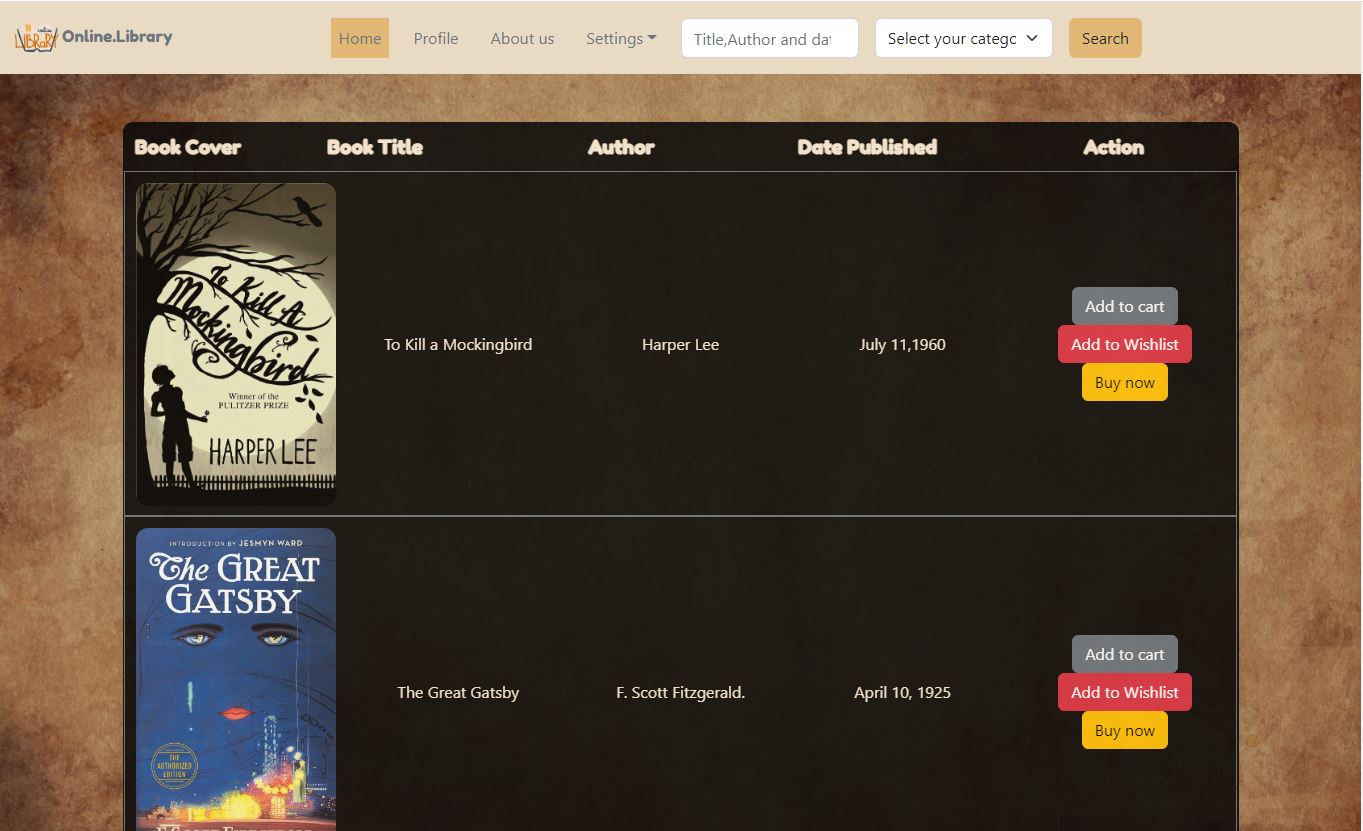 LIBRARY Online.Library Home Profile About us Settings Title,Author and dat Select your categc Search
Book Cover Book Title Author Date Published Action
To Kill A
Mockingbird
Winner of the
PULITZER PRIZE
HARPER LEE
To Kill a Mockingbird Harper Lee July 11,1960
Add to cart
Add to Wishlist
Buy now
INTRODUCTION BY JESMYN WARD
The GREAT
GATSBY
THE
AUTHORIZED
EDITION
The Great Gatsby F. Scott Fitzgerald. April 10, 1925
Add to cart
Add to Wishlist
Buy now